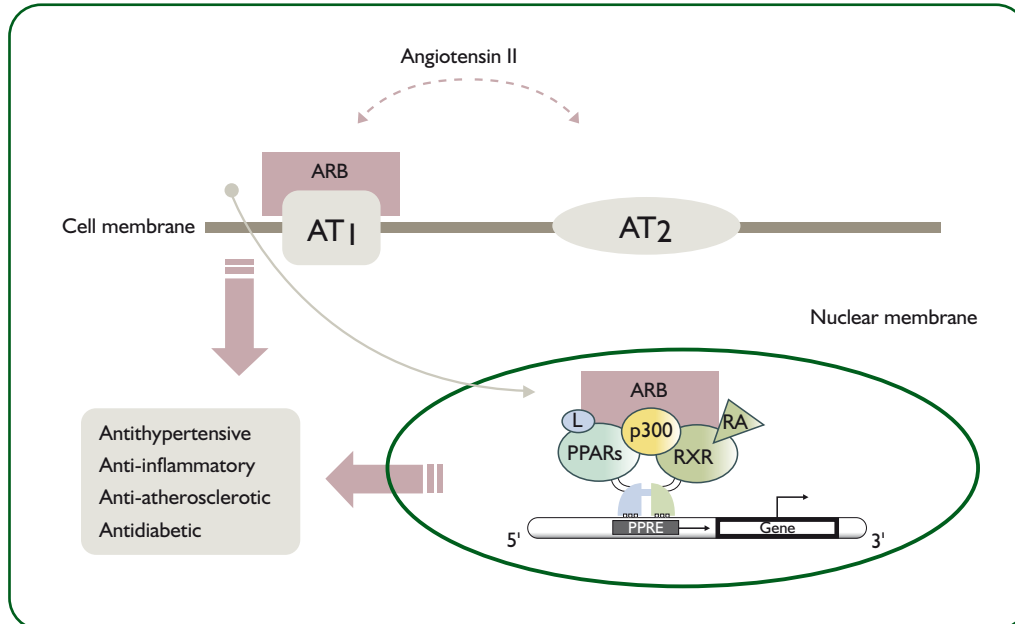 Angiotensin II
ARB
Cell membrane
AT1
AT2
Nuclear membrane
ARB
L
p300
RA
PPARs
RXR
Antithypertensive
Anti-inflammatory
Anti-atherosclerotic
Antidiabetic
PPRE
Gene
5'
3'